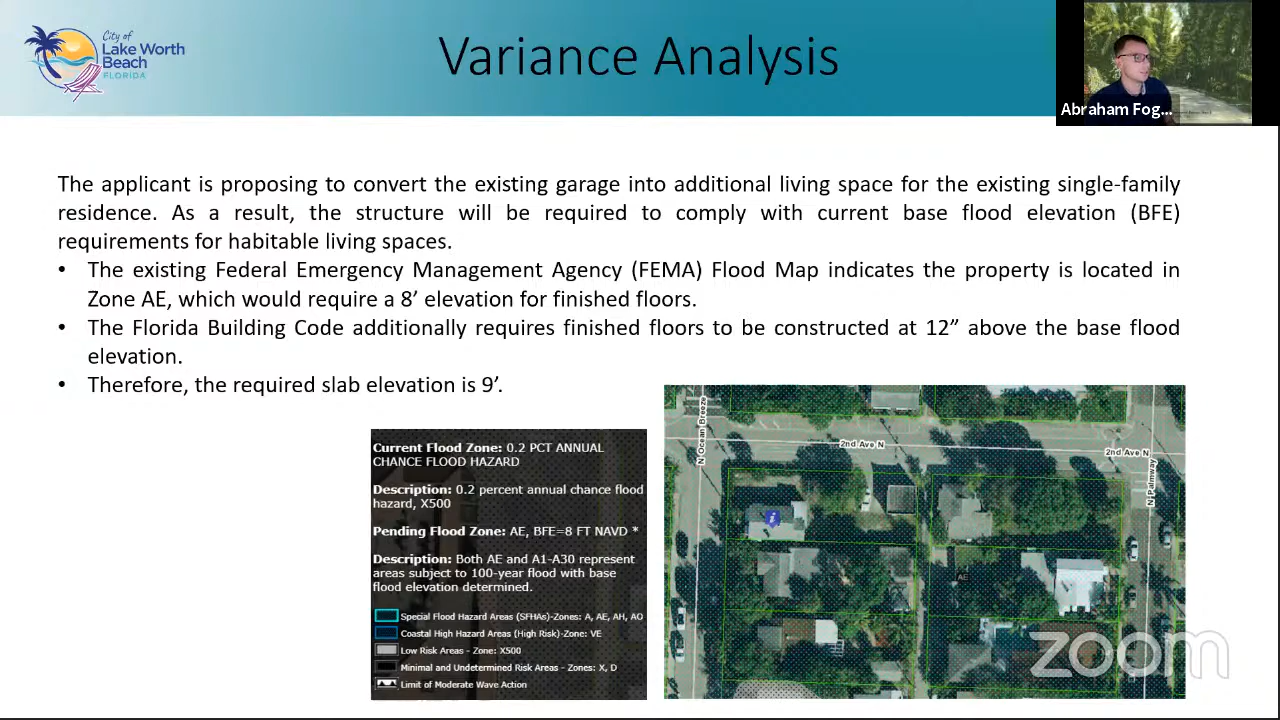 City of
Lake Worth
Beach
FLORIDA
Variance Analysis
Abraham Fog...
The applicant is proposing to convert the existing garage into additional living space for the existing single-family
residence. As a result, the structure will be required to comply with current base flood elevation (BFE)
requirements for habitable living spaces.
• The existing Federal Emergency Management Agency (FEMA) Flood Map indicates the property is located in
Zone AE, which would require a 8’ elevation for finished floors.
• The Florida Building Code additionally requires finished floors to be constructed at 12” above the base flood
elevation.
• Therefore, the required slab elevation is 9’.
Current Flood Zone: 0.2 PCT ANNUAL
CHANCE FLOOD HAZARD
Description: 0.2 percent annual chance flood
hazard, X500
Pending Flood Zone: AE, BFE=8 FT NAVD *
Description: Both AE and A1-A30 represent
areas subject to 100-year flood with base
flood elevation determined.
Special Flood Hazard Areas (SFHAs)-Zones: A, AE, AH, AO
Coastal High Hazard Areas (High Risk)-Zone: VE
Low Risk Areas - Zone: X500
Minimal and Undetermined Risk Areas - Zones: X, D
Limit of Moderate Wave Action
N Ocean Breeze
2nd Ave N
2nd Ave N
N Palmway
AE
zoom